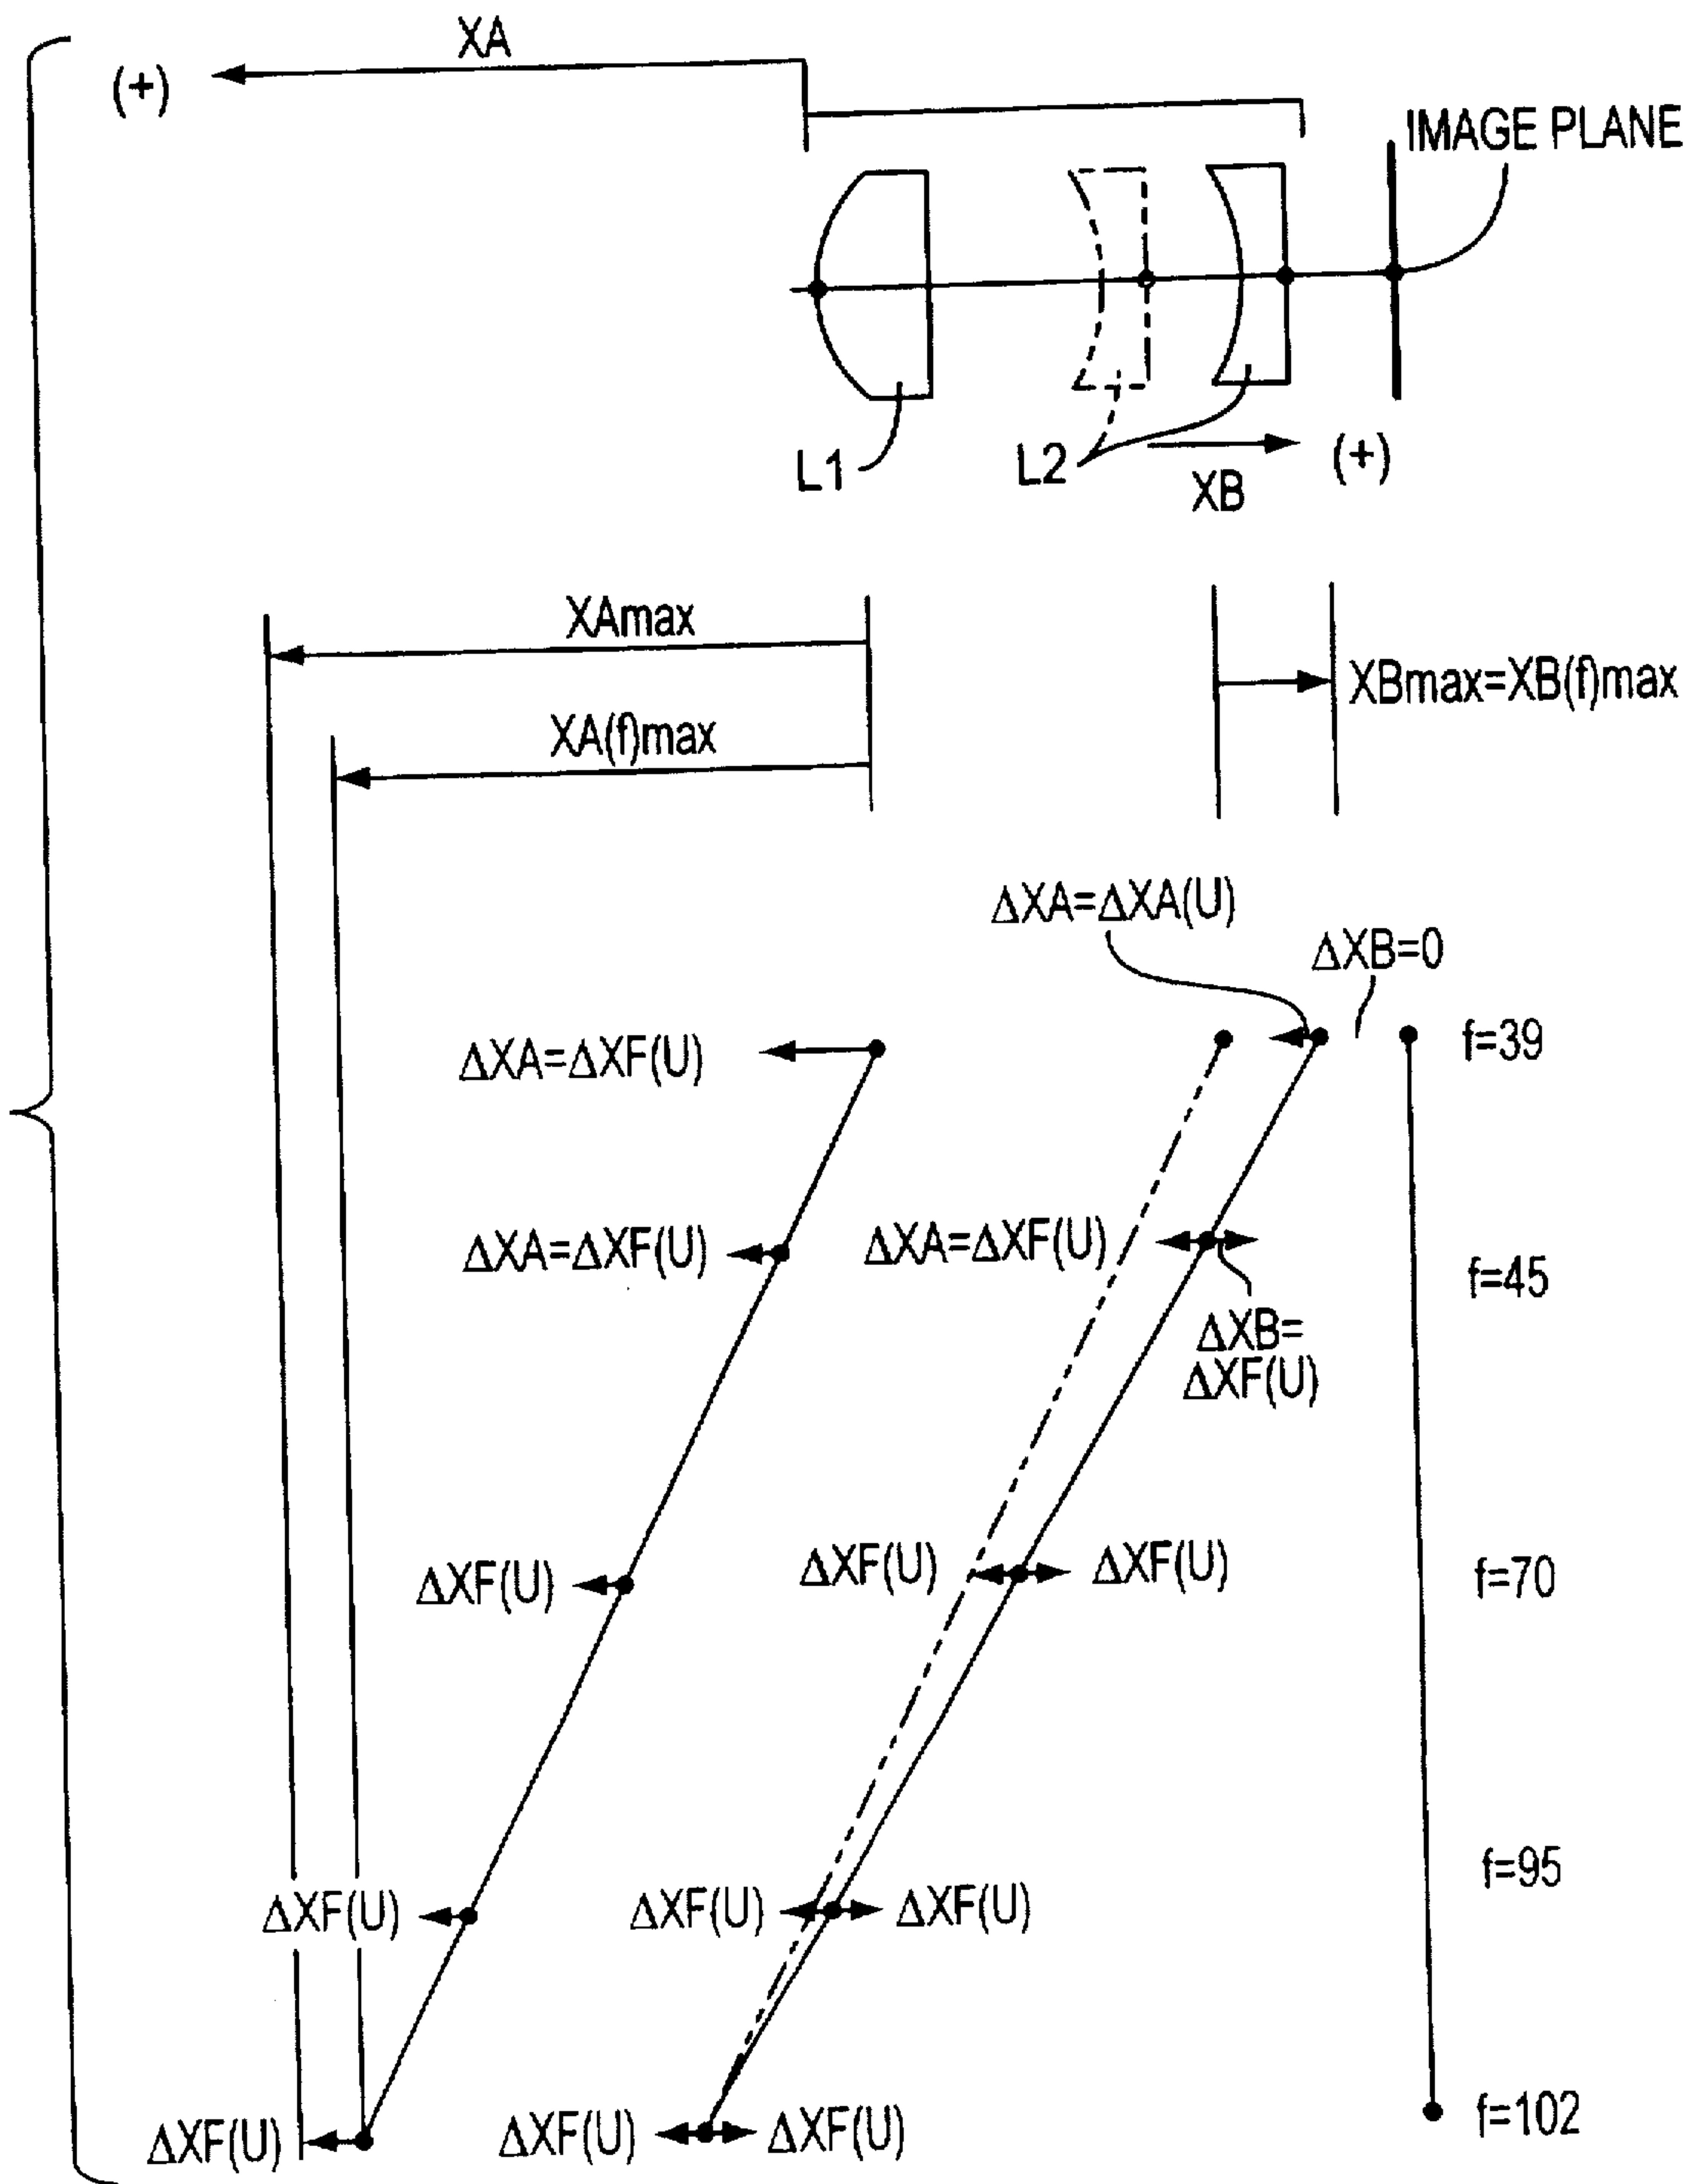 XA
(+)
IMAGE PLANE
L1
L2
(+)
XB
XAmax
XBmax=XB(f)max
XA(f)max
ΔXA=ΔXA(U)
ΔXB=0
f=39
ΔXA=ΔXF(U)
ΔXA=ΔXF(U)
ΔXA=ΔXF(U)
f=45
ΔXB=
ΔXF(U)
ΔXF(U)
ΔXF(U)
ΔXF(U)
f=70
f=95
ΔXF(U)
ΔXF(U)
ΔXF(U)
f=102
ΔXF(U)
ΔXF(U)
ΔXF(U)